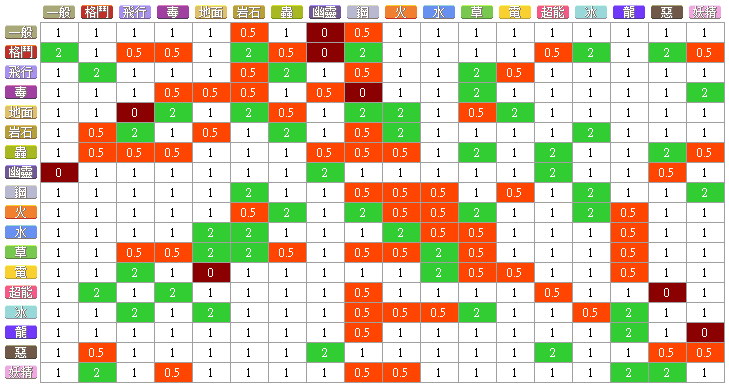 一般 格鬥 飛行 毒 地面 岩石 蟲 幽靈 鋼 火 水 草 電 超能 冰 龍 惡 妖精
一般 1 1 1 1 1 0.5 1 0 0.5 1 1 1 1 1 1 1 1 1
格鬥 2 1 0.5 0.5 1 2 0.5 0 2 1 1 1 1 0.5 2 1 2 0.5
飛行 1 2 1 1 1 0.5 2 1 0.5 1 1 2 0.5 1 1 1 1 1
毒 1 1 1 0.5 0.5 0.5 1 0.5 0 1 1 2 1 1 1 1 1 2
地面 1 1 0 2 1 2 0.5 1 2 2 1 0.5 2 1 1 1 1 1
岩石 1 0.5 2 1 0.5 1 2 1 0.5 2 1 1 1 1 2 1 1 1
蟲 1 0.5 0.5 0.5 1 1 1 0.5 0.5 0.5 1 2 1 2 1 1 2 0.5
幽靈 0 1 1 1 1 1 1 2 1 1 1 1 1 2 1 1 0.5 1
鋼 1 1 1 1 1 2 1 1 0.5 0.5 0.5 1 0.5 1 2 1 1 2
火 1 1 1 1 1 0.5 2 1 2 0.5 0.5 2 1 1 2 0.5 1 1
水 1 1 1 1 2 2 1 1 1 2 0.5 0.5 1 1 1 0.5 1 1
草 1 1 0.5 0.5 2 2 0.5 1 0.5 0.5 2 0.5 1 1 1 0.5 1 1
電 1 1 2 1 0 1 1 1 1 1 2 0.5 0.5 1 1 0.5 1 1
超能 1 2 1 2 1 1 1 1 0.5 1 1 1 1 0.5 1 1 0 1
冰 1 1 2 1 2 1 1 1 0.5 0.5 0.5 2 1 1 0.5 2 1 1
龍 1 1 1 1 1 1 1 1 0.5 1 1 1 1 1 1 2 1 0
惡 1 0.5 1 1 1 1 1 2 1 1 1 1 1 2 1 1 0.5 0.5
妖精 1 2 1 0.5 1 1 1 1 0.5 0.5 1 1 1 1 1 2 2 1